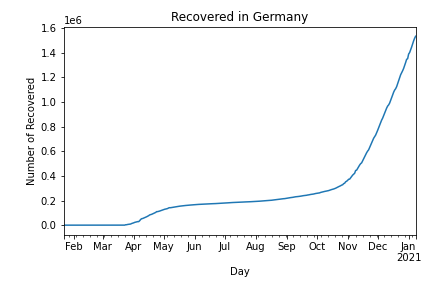 Recovered in Germany
1e6
1.6
1.4
1.2
1.0
0.8
0.6
0.4
0.2
0.0
Number of Recovered
Feb Mar Apr May Jun Jul Aug Sep Oct Nov Dec Jan
2021
Day